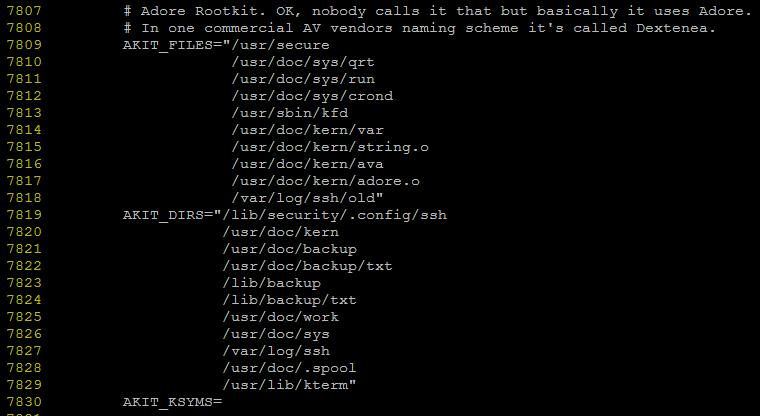 7807         # Adore Rootkit. OK, nobody calls it that but basically it uses Adore.
7808         # In one commercial AV vendors naming scheme it's called Dextenea.
7809         AKIT_FILES="/usr/secure
7810                     /usr/doc/sys/qrt
7811                     /usr/doc/sys/run
7812                     /usr/doc/sys/crond
7813                     /usr/sbin/kfd
7814                     /usr/doc/kern/var
7815                     /usr/doc/kern/string.o
7816                     /usr/doc/kern/ava
7817                     /usr/doc/kern/adore.o
7818                     /var/log/ssh/old"
7819         AKIT_DIRS="/lib/security/.config/ssh
7820                    /usr/doc/kern
7821                    /usr/doc/backup
7822                    /usr/doc/backup/txt
7823                    /lib/backup
7824                    /lib/backup/txt
7825                    /usr/doc/work
7826                    /usr/doc/sys
7827                    /var/log/ssh
7828                    /usr/doc/.spool
7829                    /usr/lib/kterm"
7830         AKIT_KSYMS=